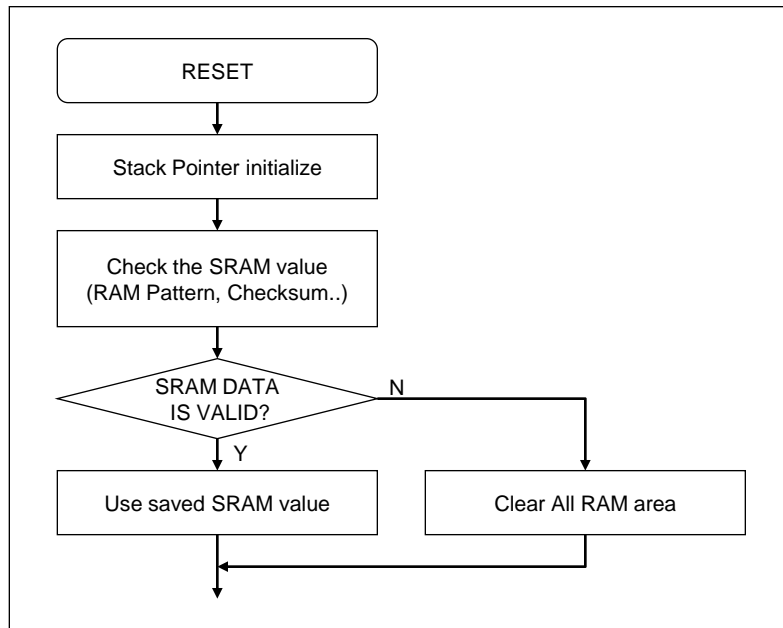 RESET
Stack Pointer initialize
Check the SRAM value
(RAM Pattern, Checksum..)
SRAM DATA
IS VALID?
N
Y
Use saved SRAM value
Clear All RAM area